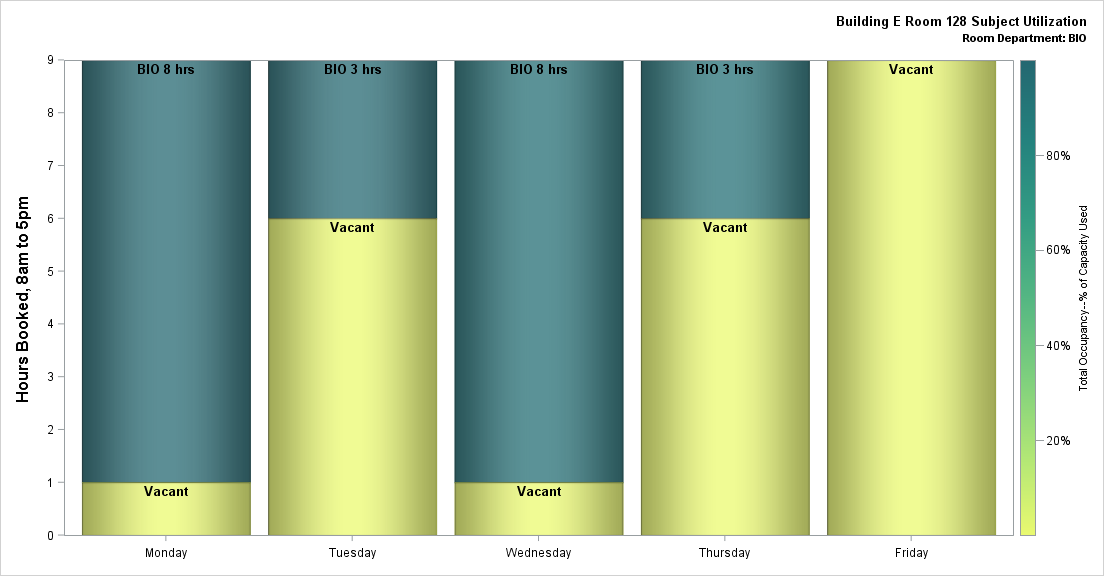 Building E Room 128 Subject Utilization
Room Department: BIO
Hours Booked, 8am to 5pm
9
8
7
6
5
4
3
2
1
0
BIO 8 hrs
Vacant
BIO 3 hrs
Vacant
BIO 8 hrs
Vacant
BIO 3 hrs
Vacant
Vacant
Monday
Tuesday
Wednesday
Thursday
Friday
80%
60%
40%
20%
Total Occupancy--% of Capacity Used